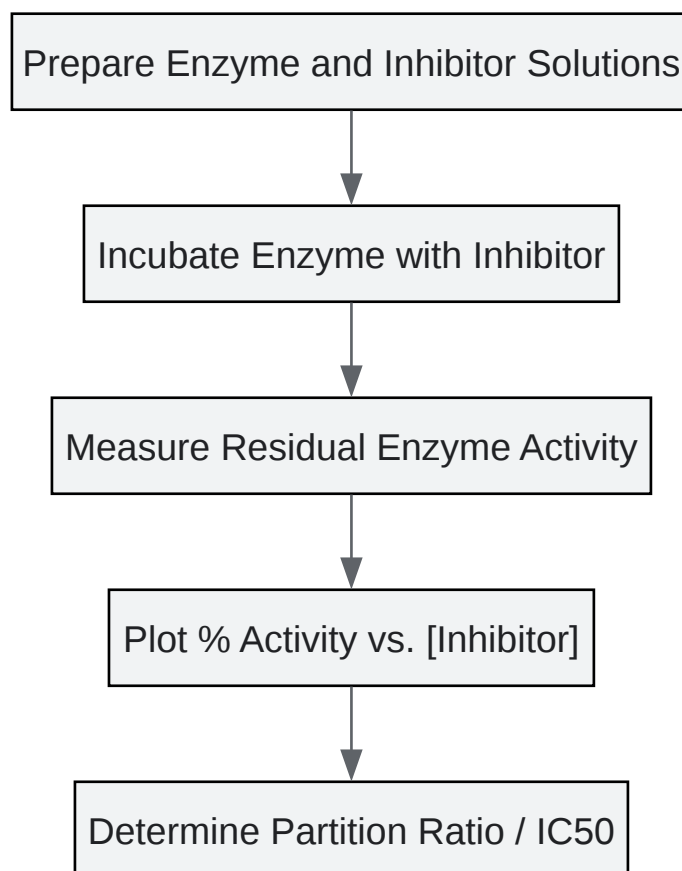 Prepare Enzyme and Inhibitor Solutions
Incubate Enzyme with Inhibitor
Measure Residual Enzyme Activity
Plot % Activity vs. [Inhibitor]
Determine Partition Ratio / IC50